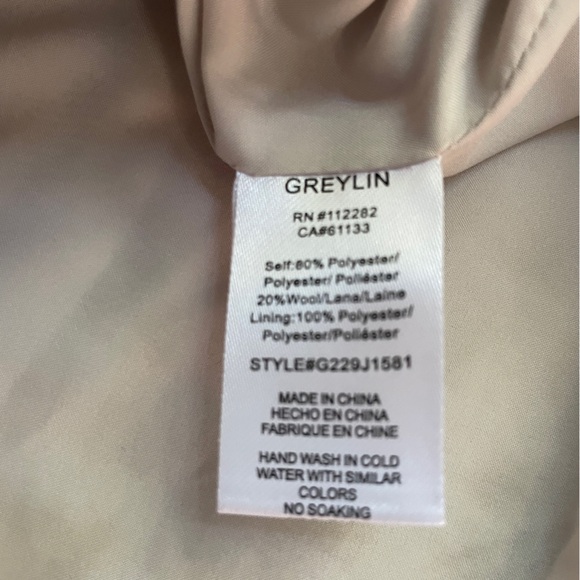 GREYLIN
RN #112282
CA#61133
Self:80% Polyester/
Polyester/ Poliéster
20%Wool/Lana/Laine
Lining:100% Polyester/
Polyester/Poliéster
STYLE#G229J1581
MADE IN CHINA
HECHO EN CHINA
FABRIQUE EN CHINE
HAND WASH IN COLD
WATER WITH SIMILAR
COLORS
NO SOAKING